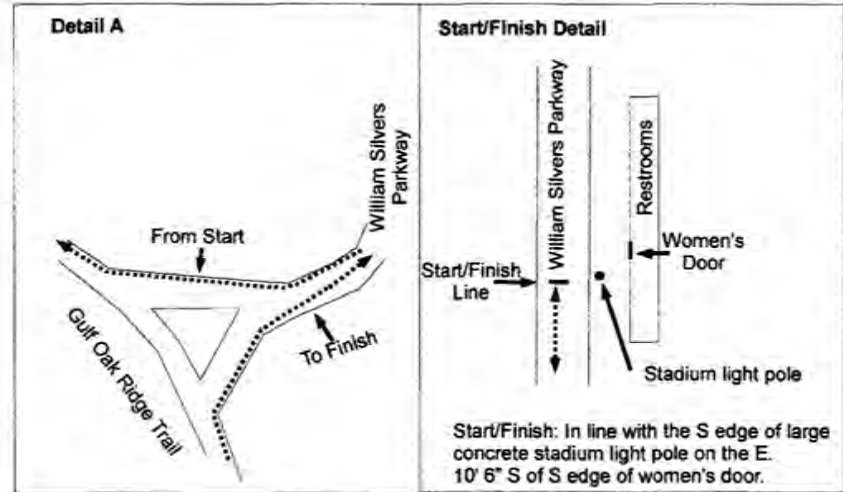 Detail A
William Silvers
Parkway
From Start
Gulf Oak Ridge Trail
To Finish
Start/Finish Detail
William Silvers Parkway
Restrooms
Women's
Door
Start/Finish
Line
Stadium light pole
Start/Finish: In line with the S edge of large
concrete stadium light pole on the E.
10' 6" S of S edge of women's door.